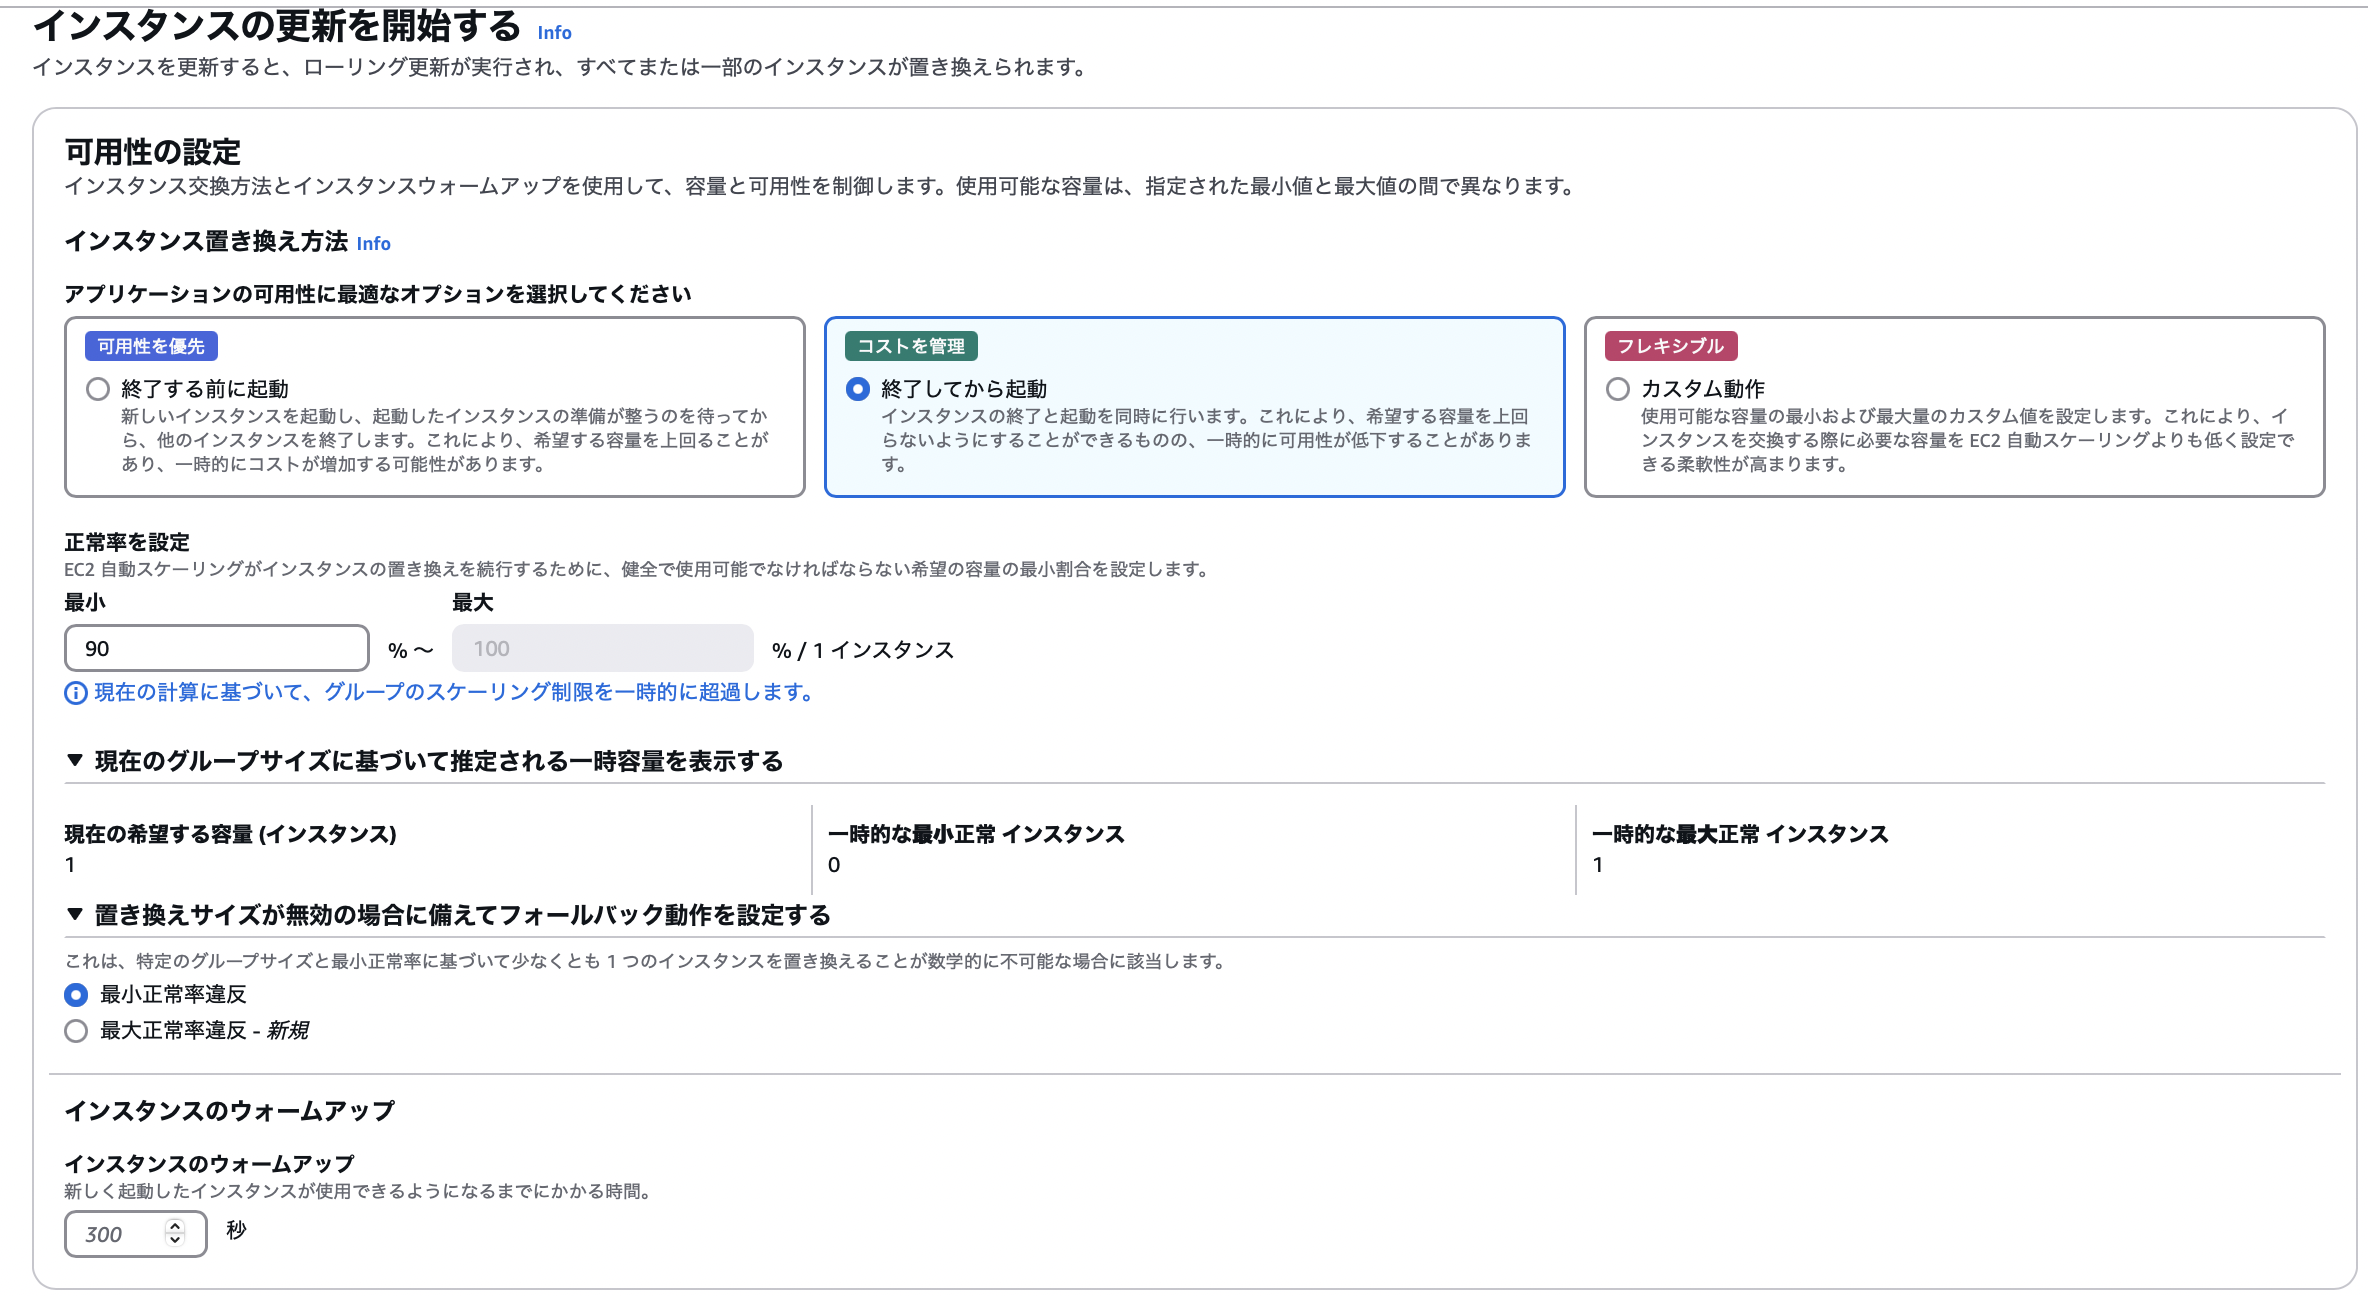 インスタンスの更新を開始する Info
インスタンスを更新すると、ローリング更新が実行され、すべてまたは一部のインスタンスが置き換えられます。
可用性の設定
インスタンス交換方法とインスタンスウォームアップを使用して、容量と可用性を制御します。使用可能な容量は、指定された最小値と最大値の間で異なります。
インスタンス置き換え方法 Info
アプリケーションの可用性に最適なオプションを選択してください
可用性を優先
終了する前に起動
新しいインスタンスを起動し、起動したインスタンスの準備が整うのを待ってか
ら、他のインスタンスを終了します。これにより、希望する容量を上回ることが
あり、一時的にコストが増加する可能性があります。
コストを管理
終了してから起動
インスタンスの終了と起動を同時に行います。これにより、希望する容量を上回
らないようにすることができるものの、一時的に可用性が低下することがありま
す。
フレキシブル
カスタム動作
使用可能な容量の最小および最大量のカスタム値を設定します。これにより、イ
ンスタンスを交換する際に必要な容量を EC2 自動スケーリングよりも低く設定で
きる柔軟性が高まります。
正常率を設定
EC2 自動スケーリングがインスタンスの置き換えを続行するために、健全で使用可能でなければならない希望の容量の最小割合を設定します。
最小 最大
90 % ～ 100 % / 1 インスタンス
現在の計算に基づいて、グループのスケーリング制限を一時的に超過します。
▼ 現在のグループサイズに基づいて推定される一時容量を表示する
現在の希望する容量 (インスタンス)
1
一時的な最小正常 インスタンス
0
一時的な最大正常 インスタンス
1
▼ 置き換えサイズが無効の場合に備えてフォールバック動作を設定する
これは、特定のグループサイズと最小正常率に基づいて少なくとも 1 つのインスタンスを置き換えることが数学的に不可能な場合に該当します。
最小正常率違反
最大正常率違反 - 新規
インスタンスのウォームアップ
インスタンスのウォームアップ
新しく起動したインスタンスが使用できるようになるまでにかかる時間。
300 秒